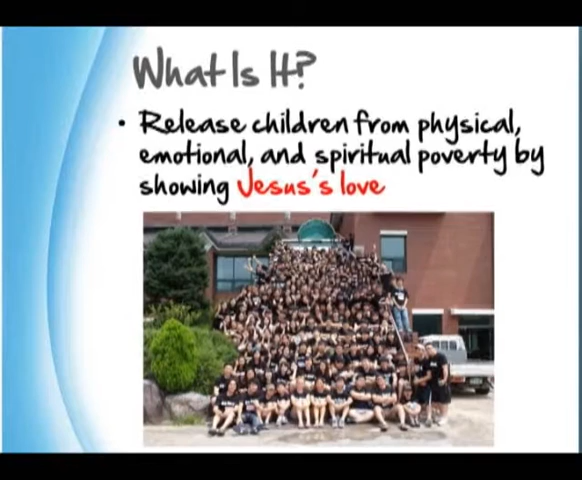 What Is It?
• Release children from physical,
emotional, and spiritual poverty by
showing Jesus's love